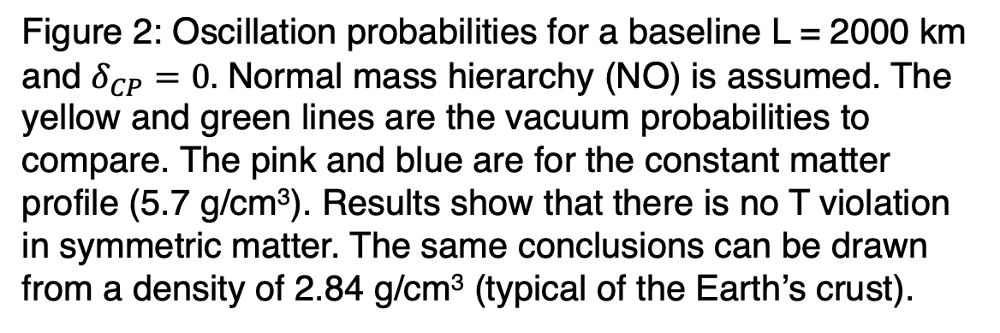 Figure 2: Oscillation probabilities for a baseline L = 2000 km
and δCP = 0. Normal mass hierarchy (NO) is assumed. The
yellow and green lines are the vacuum probabilities to
compare. The pink and blue are for the constant matter
profile (5.7 g/cm³). Results show that there is no T violation
in symmetric matter. The same conclusions can be drawn
from a density of 2.84 g/cm³ (typical of the Earth’s crust).